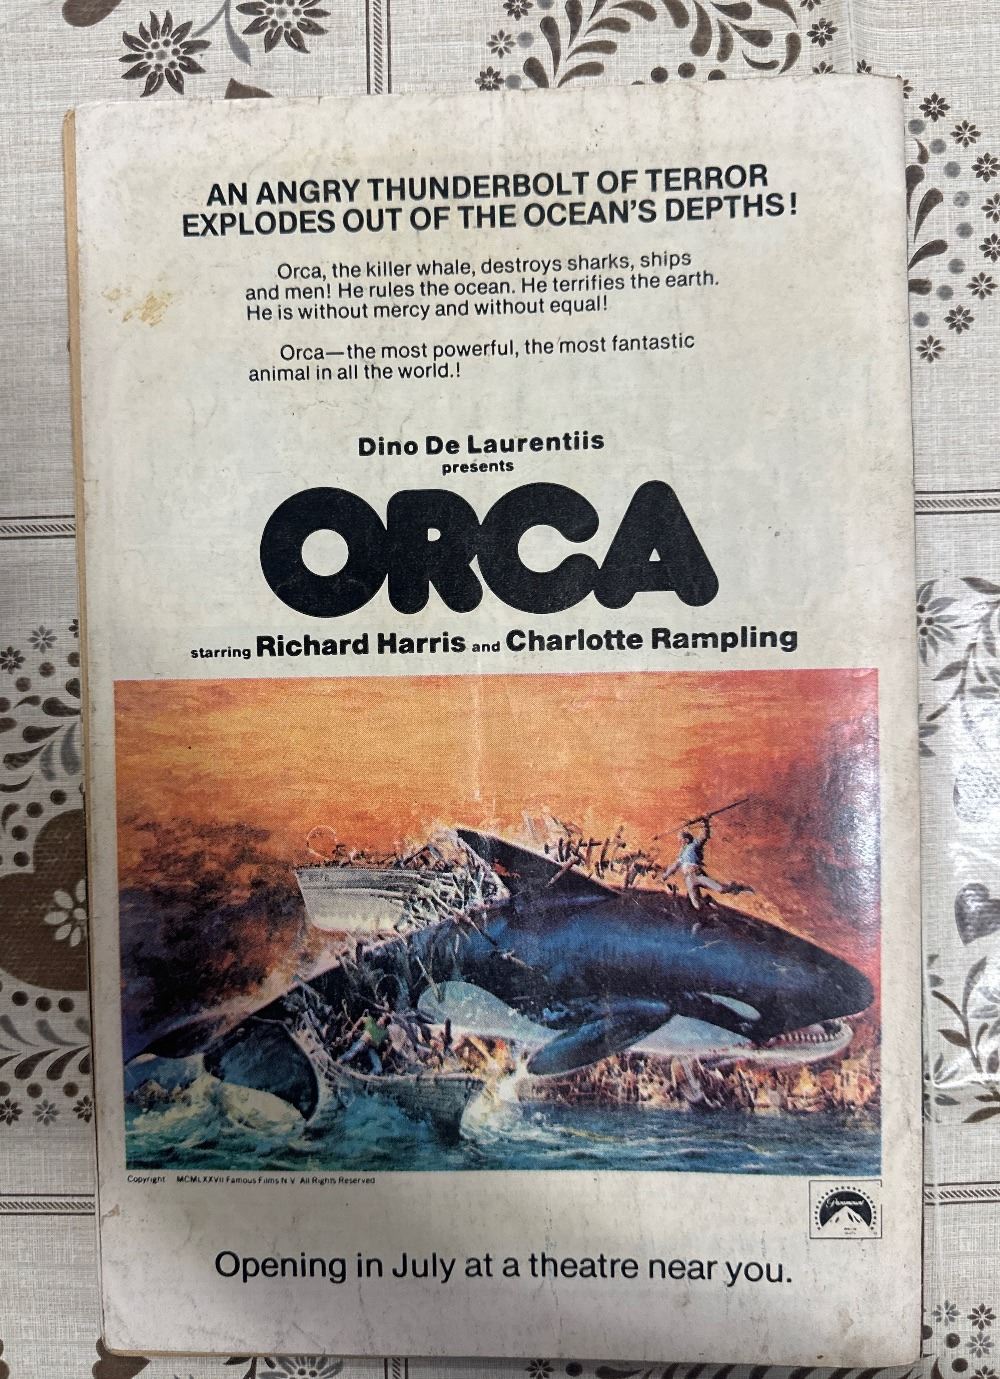 AN ANGRY THUNDERBOLT OF TERROR
EXPLODES OUT OF THE OCEAN'S DEPTHS!
Orca, the killer whale, destroys sharks, ships
and men! He rules the ocean. He terrifies the earth.
He is without mercy and without equal!
Orca—the most powerful, the most fantastic
animal in all the world.!
Dino De Laurentiis
presents
ORCA
starring Richard Harris and Charlotte Rampling
Copyright MCMLXXVII Famous Films N V All Rights Reserved
Paramount
Opening in July at a theatre near you.